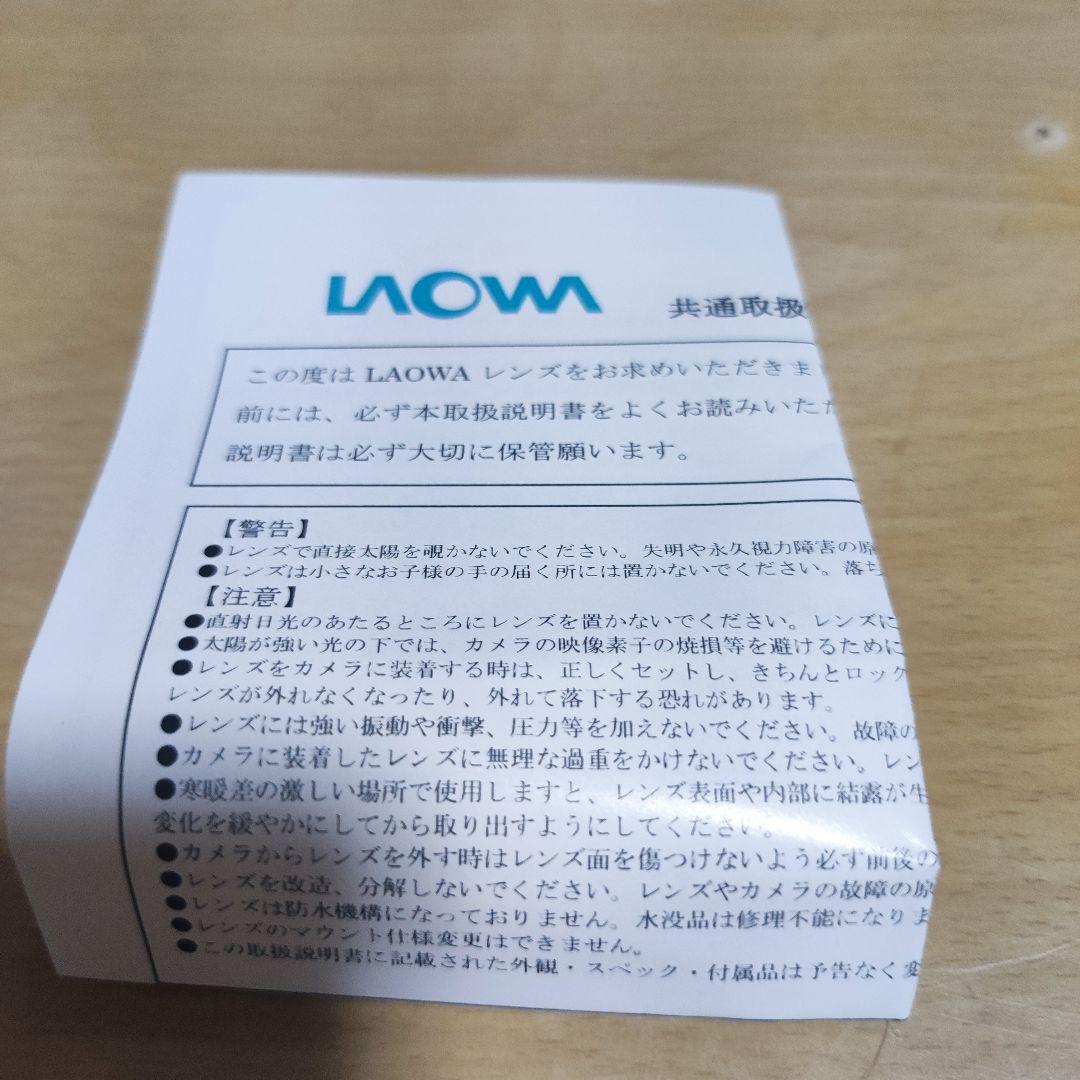 LAOWA
共通取扱
この度は LAOWA レンズをお求めいただきま
前には、必ず本取扱説明書をよくお読みいただ
説明書は必ず大切に保管願います。
【警告】
●レンズで直接太陽を覗かないでください。失明や永久視力障害の原
●レンズは小さなお子様の手の届く所には置かないでください。落ち
【注意】
●直射日光のあたるところにレンズを置かないでください。レンズに
●太陽が強い光の下では、カメラの映像素子の焼損等を避けるために
●レンズをカメラに装着する時は、正しくセットし、きちんとロック
レンズが外れなくなったり、外れて落下する恐れがあります。
●レンズには強い振動や衝撃、圧力等を加えないでください。故障の
●カメラに装着したレンズに無理な過重をかけないでください。レン
●寒暖差の激しい場所で使用しますと、レンズ表面や内部に結露が生
変化を緩やかにしてから取り出すようにしてください。
●カメラからレンズを外す時はレンズ面を傷つけないよう必ず前後の
●レンズを改造、分解しないでください。レンズやカメラの故障の原
●レンズは防水機構になっておりません。水没品は修理不能になりま
●レンズのマウント仕様変更はできません。
●この取扱説明書に記載された外観・スペック・付属品は予告なく変